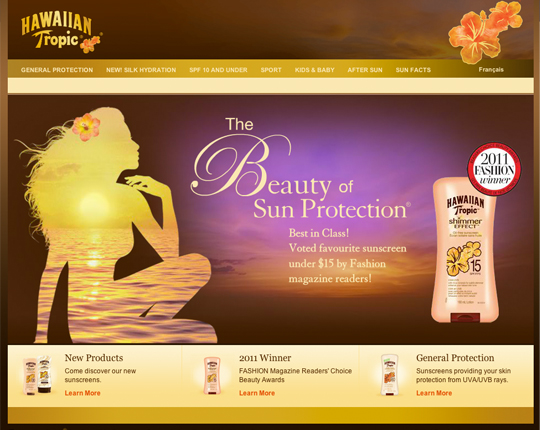 HAWAIIAN
Tropic®
GENERAL PROTECTION NEW! SILK HYDRATION SPF 10 AND UNDER SPORT KIDS & BABY AFTER SUN SUN FACTS Français
The
Beauty of
Sun Protection®
Best in Class!
Voted favourite sunscreen
under $15 by Fashion
magazine readers!
2011
FASHION
winner
HAWAIIAN
Tropic
shimmer
EFFECT
15
New Products
Come discover our new
sunscreens.
Learn More
2011 Winner
FASHION Magazine Readers' Choice
Beauty Awards
Learn More
General Protection
Sunscreens providing your skin
protection from UVA/UVB rays.
Learn More